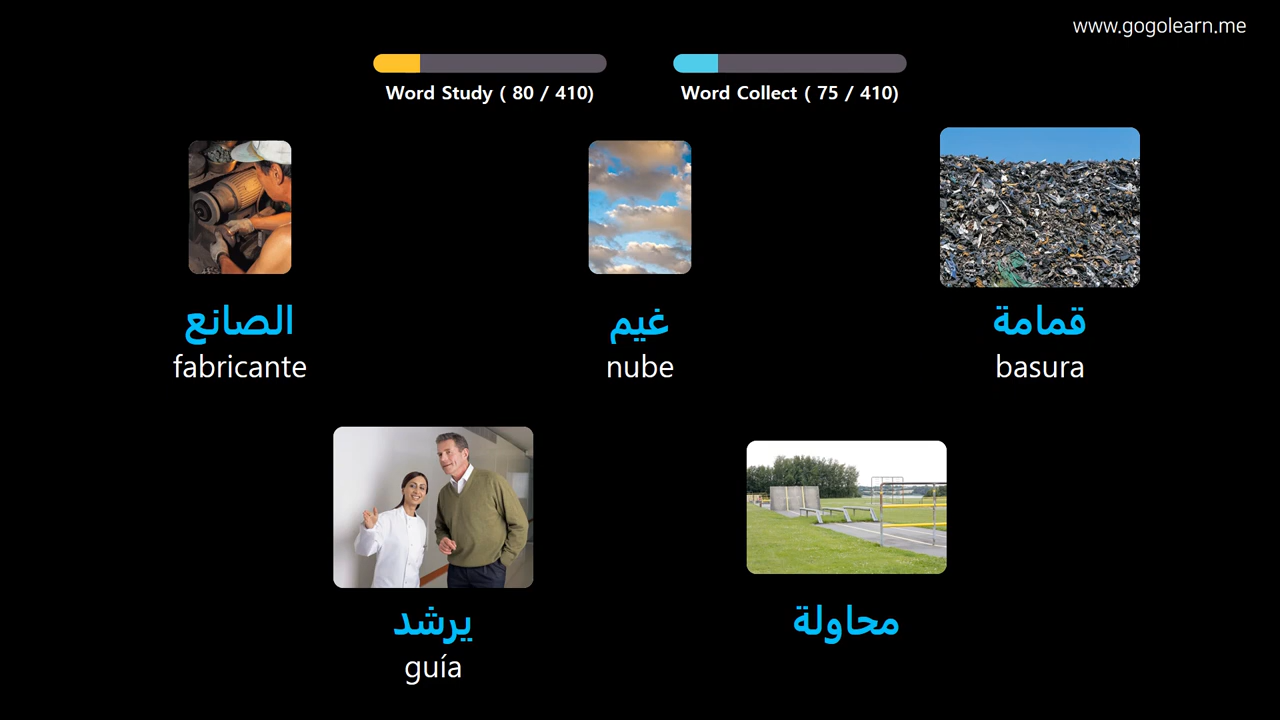 www.gogolearn.me
Word Study ( 80 / 410)
Word Collect ( 75 / 410)
الصانع
fabricante
غيم
nube
قمامة
basura
يرشد
guía
محاولة